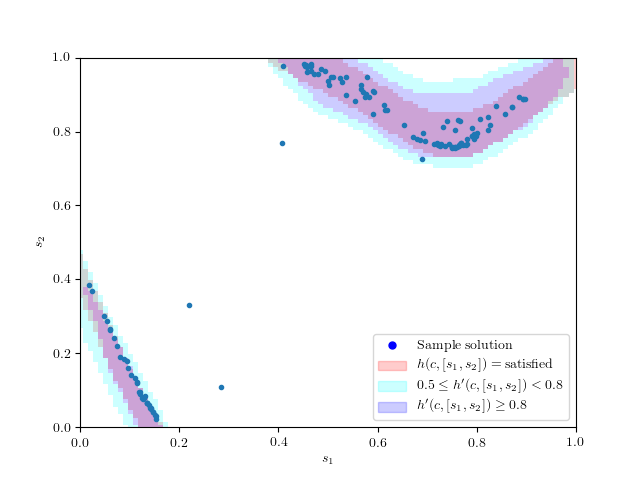 1.0
0.8
0.6
0.4
0.2
0.0
s₂
0.0 0.2 0.4 0.6 0.8 1.0
s₁
Sample solution
h(c, [s₁, s₂]) = satisfied
0.5 ≤ h′(c, [s₁, s₂]) < 0.8
h′(c, [s₁, s₂]) ≥ 0.8